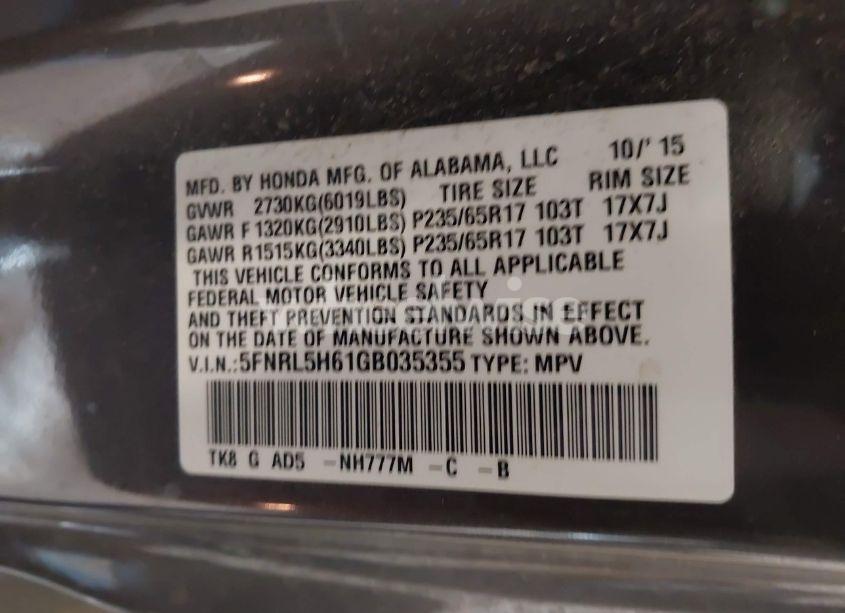 MFD. BY HONDA MFG. OF ALABAMA, LLC 10/' 15
GVWR 2730KG(6019LBS) TIRE SIZE RIM SIZE
GAWR F 1320KG(2910LBS) P235/65R17 103T 17X7J
GAWR R1515KG(3340LBS) P235/65R17 103T 17X7J
THIS VEHICLE CONFORMS TO ALL APPLICABLE
FEDERAL MOTOR VEHICLE SAFETY
AND THEFT PREVENTION STANDARDS IN EFFECT
ON THE DATE OF MANUFACTURE SHOWN ABOVE.
V.I.N.:5FNRL5H61GB035355 TYPE: MPV
TK8 G AD5 -NH777M -C -B